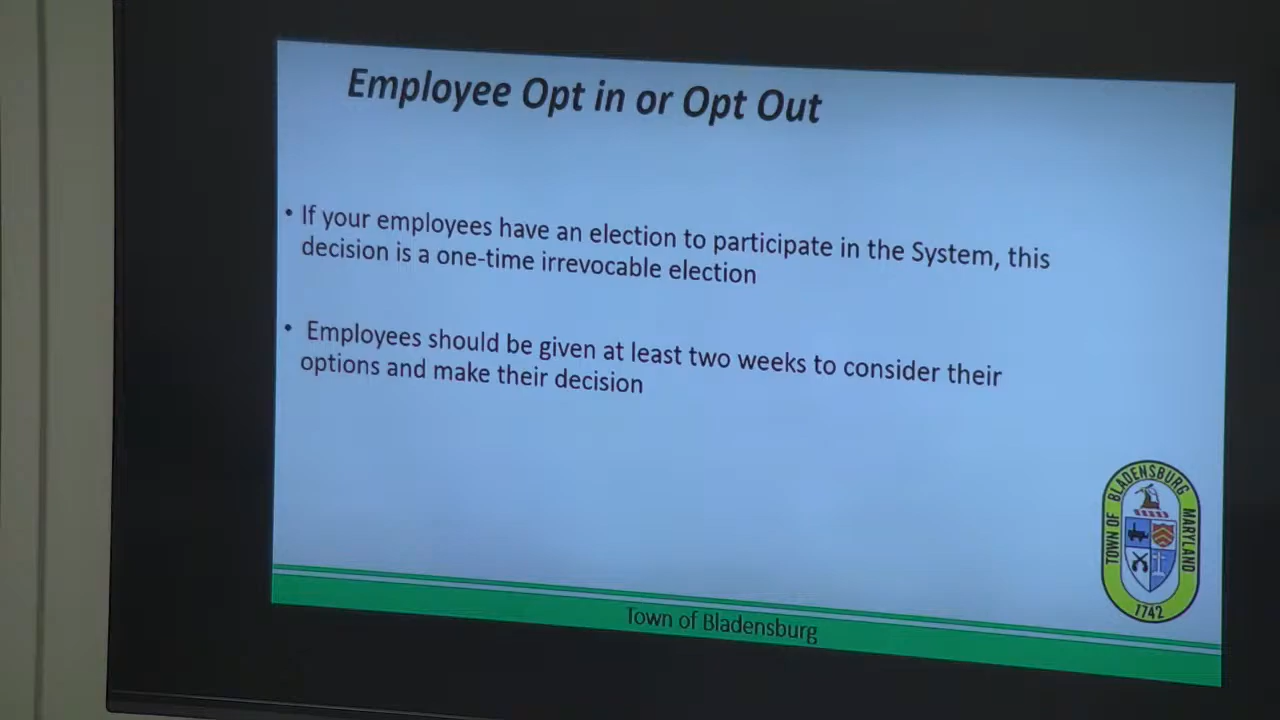 Employee Opt in or Opt Out
• If your employees have an election to participate in the System, this
decision is a one-time irrevocable election
• Employees should be given at least two weeks to consider their
options and make their decision
TOWN OF BLADENSBURG MARYLAND
1742
Town of Bladensburg